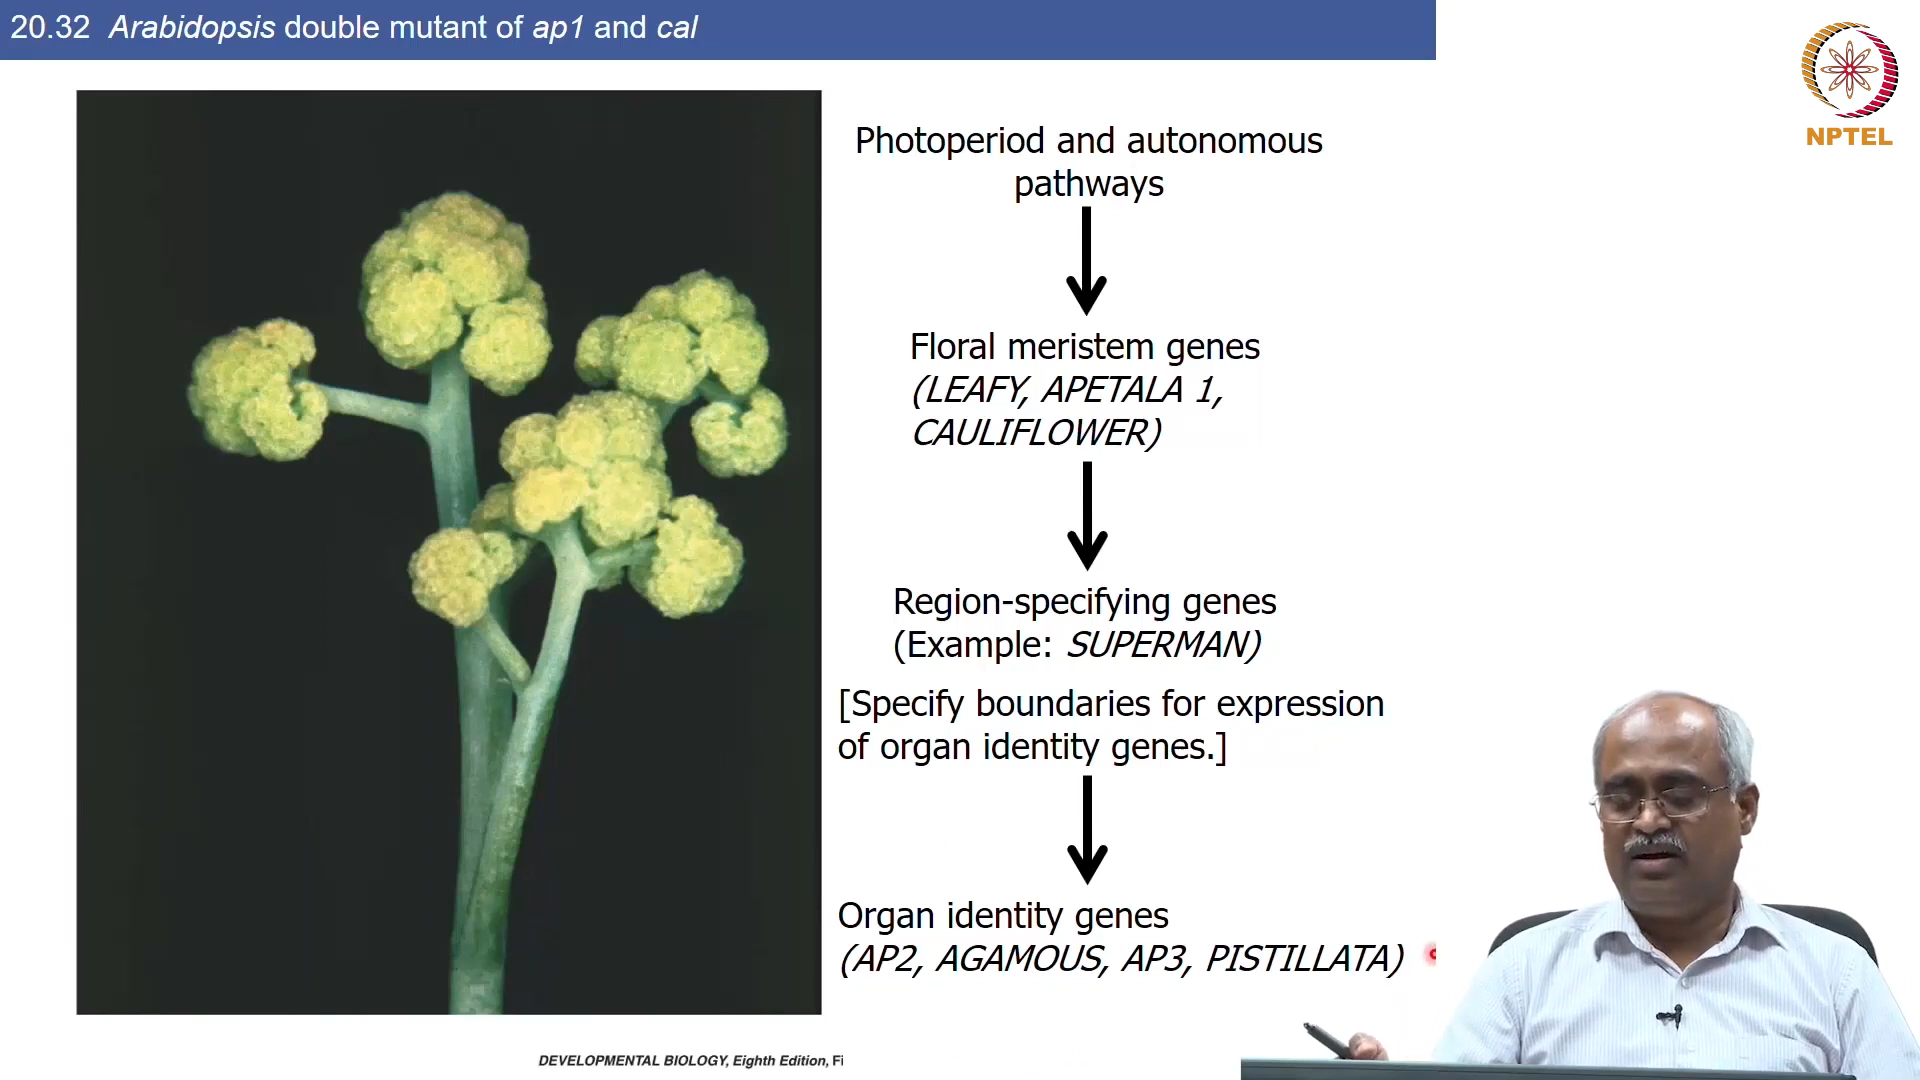 20.32 Arabidopsis double mutant of ap1 and cal
NPTEL
Photoperiod and autonomous
pathways
Floral meristem genes
(LEAFY, APETALA 1,
CAULIFLOWER)
Region-specifying genes
(Example: SUPERMAN)
[Specify boundaries for expression
of organ identity genes.]
Organ identity genes
(AP2, AGAMOUS, AP3, PISTILLATA)
DEVELOPMENTAL BIOLOGY, Eighth Edition, Fi